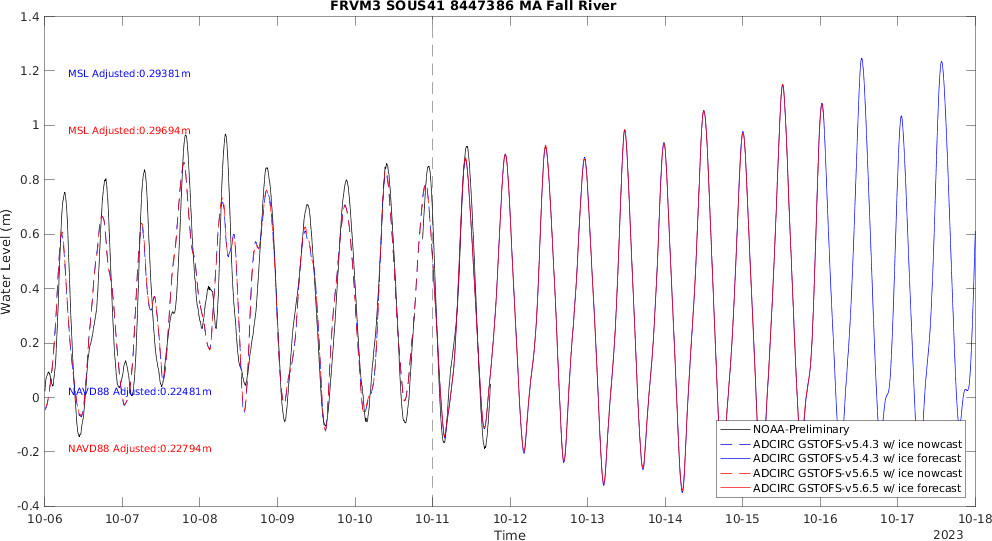 FRVM3 SOUS41 8447386 MA Fall River
1.4
1.2
1
0.8
0.6
0.4
0.2
0
-0.2
-0.4
Water Level (m)
MSL Adjusted:0.29381m
MSL Adjusted:0.29694m
NAVD88 Adjusted:0.22481m
NAVD88 Adjusted:0.22794m
NOAA-Preliminary
ADCIRC GSTOFS-v5.4.3 w/ ice nowcast
ADCIRC GSTOFS-v5.4.3 w/ ice forecast
ADCIRC GSTOFS-v5.6.5 w/ ice nowcast
ADCIRC GSTOFS-v5.6.5 w/ ice forecast
10-06 10-07 10-08 10-09 10-10 10-11 10-12 10-13 10-14 10-15 10-16 10-17 10-18
Time
2023